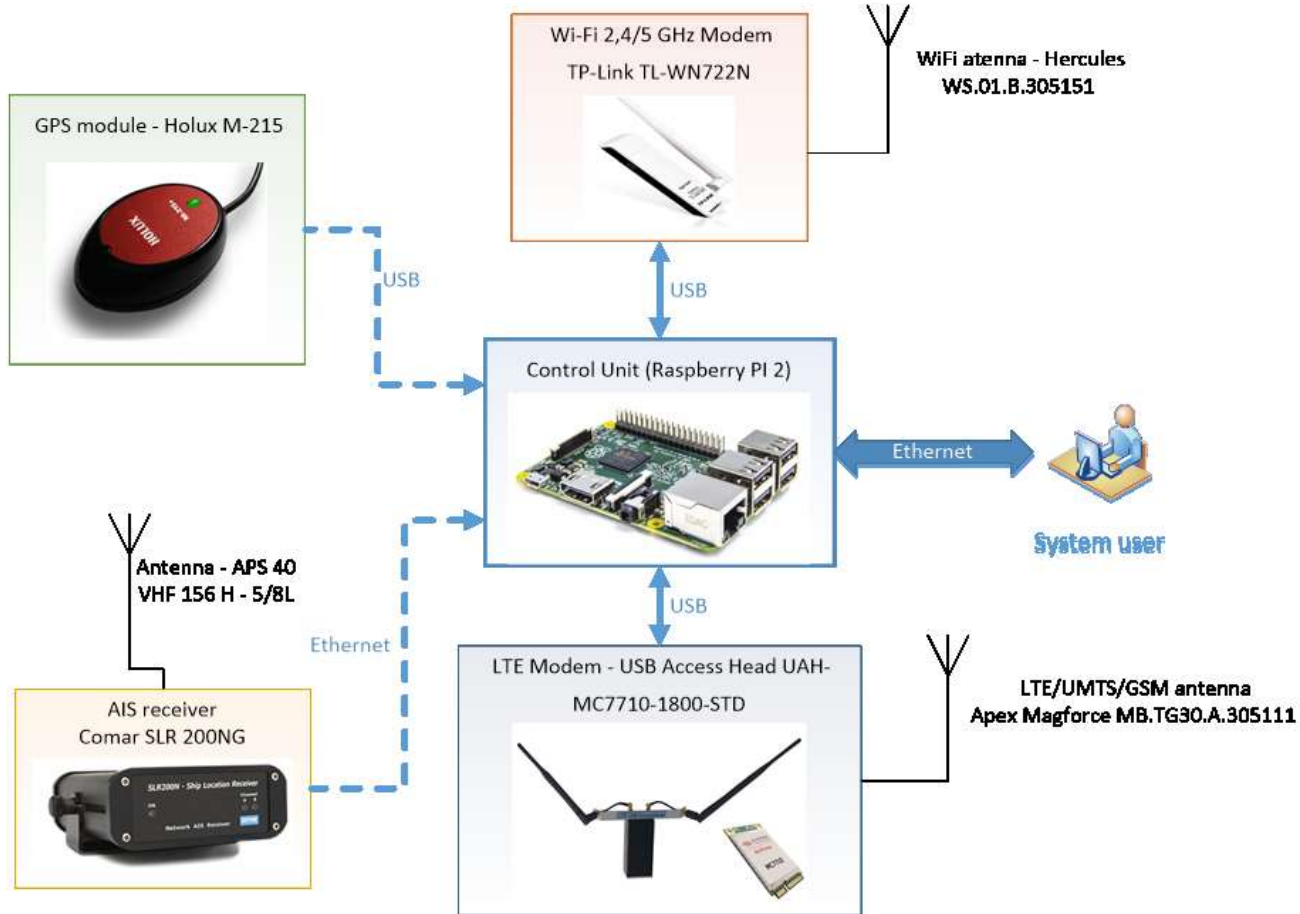 Wi-Fi 2,4/5 GHz Modem
TP-Link TL-WN722N
WiFi atenna - Hercules
WS.01.B.305151
GPS module - Holux M-215
M-215+
HOLUX
USB
USB
Control Unit (Raspberry PI 2)
Ethernet
System user
Antenna - APS 40
VHF 156 H - 5/8L
USB
Ethernet
LTE Modem - USB Access Head UAH-
MC7710-1800-STD
MC7710
LTE/UMTS/GSM antenna
Apex Magforce MB.TG30.A.305111
AIS receiver
Comar SLR 200NG
SLR200N - Ship Location Receiver
Network AIS Receiver